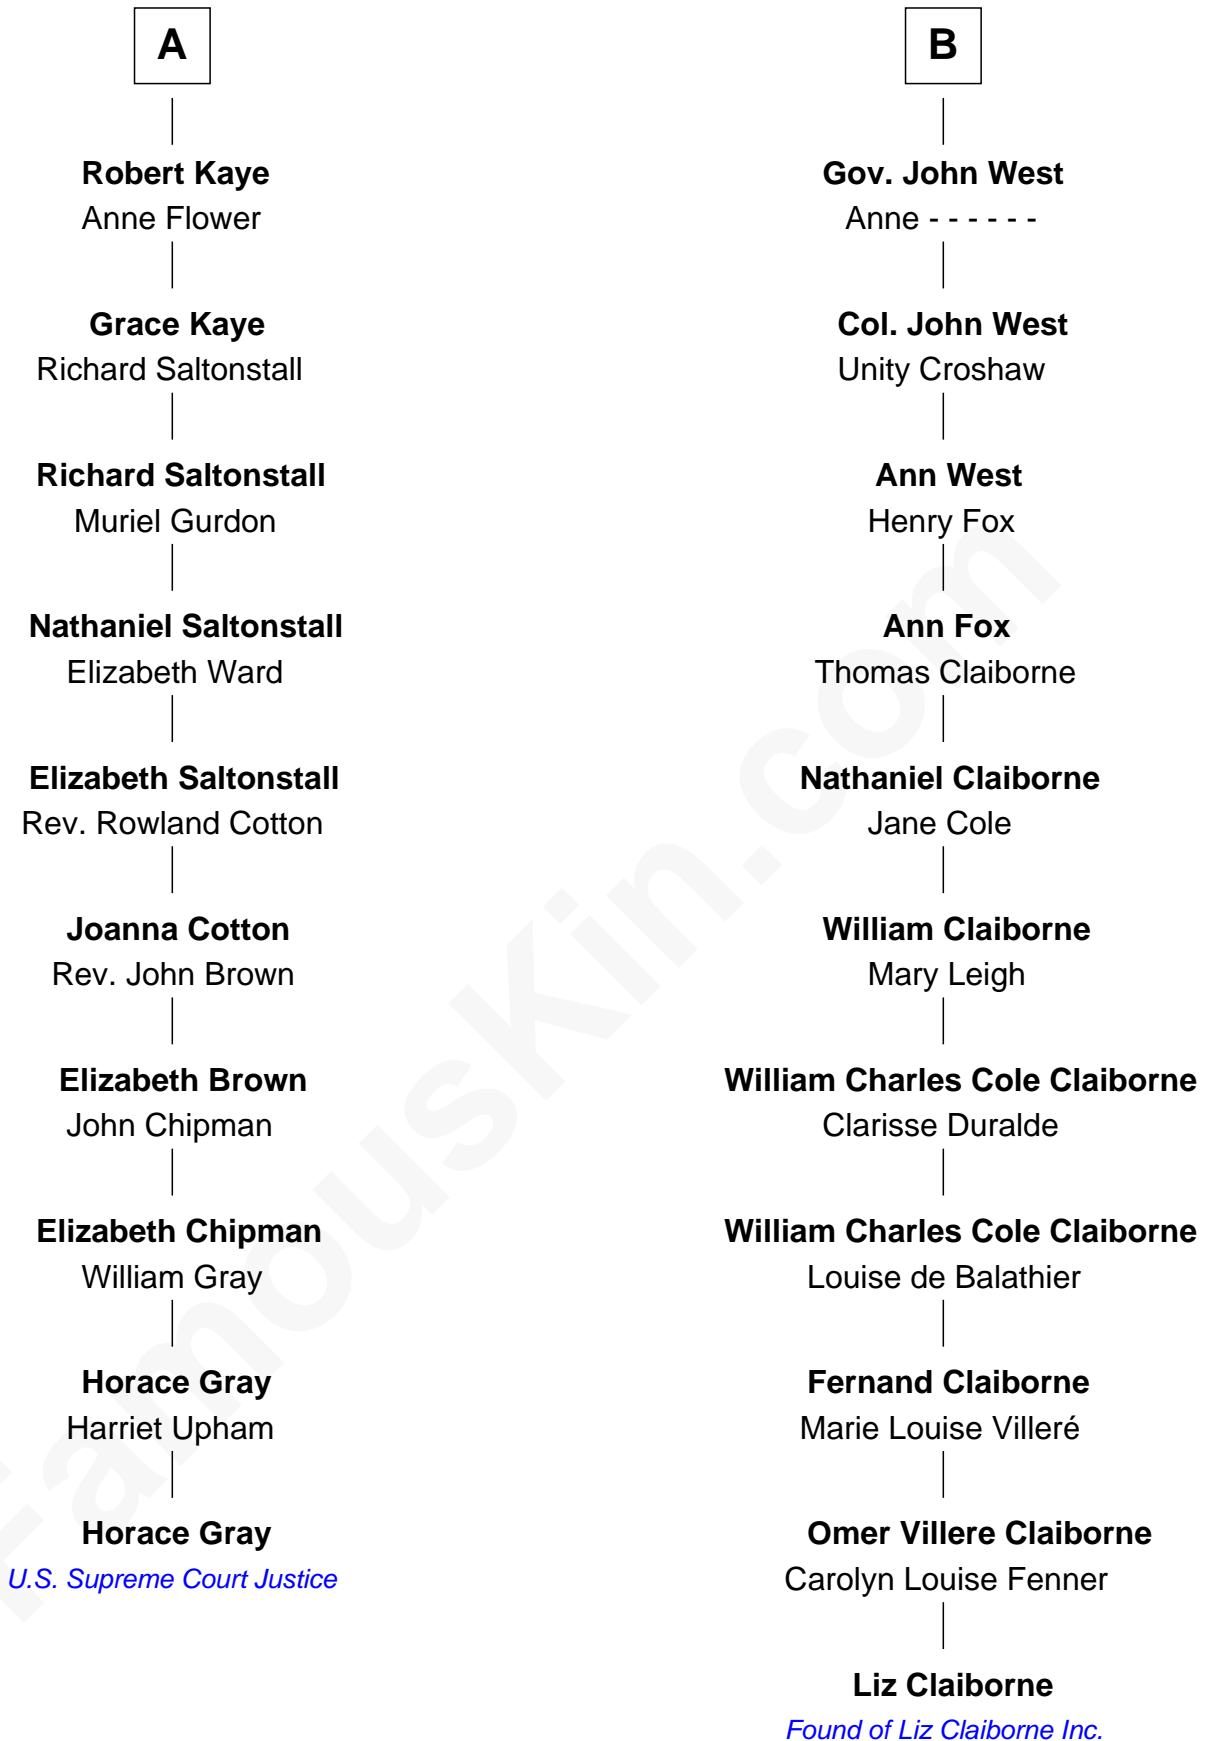 A
Robert Kaye
Anne Flower
Grace Kaye
Richard Saltonstall
Richard Saltonstall
Muriel Gurdon
Nathaniel Saltonstall
Elizabeth Ward
Elizabeth Saltonstall
Rev. Rowland Cotton
Joanna Cotton
Rev. John Brown
Elizabeth Brown
John Chipman
Elizabeth Chipman
William Gray
Horace Gray
Harriet Upham
Horace Gray
U.S. Supreme Court Justice
B
Gov. John West
Anne - - - - - -
Col. John West
Unity Croshaw
Ann West
Henry Fox
Ann Fox
Thomas Claiborne
Nathaniel Claiborne
Jane Cole
William Claiborne
Mary Leigh
William Charles Cole Claiborne
Clarisse Duralde
William Charles Cole Claiborne
Louise de Balathier
Fernand Claiborne
Marie Louise Villeré
Omer Villere Claiborne
Carolyn Louise Fenner
Liz Claiborne
Found of Liz Claiborne Inc.
FamousKin.com